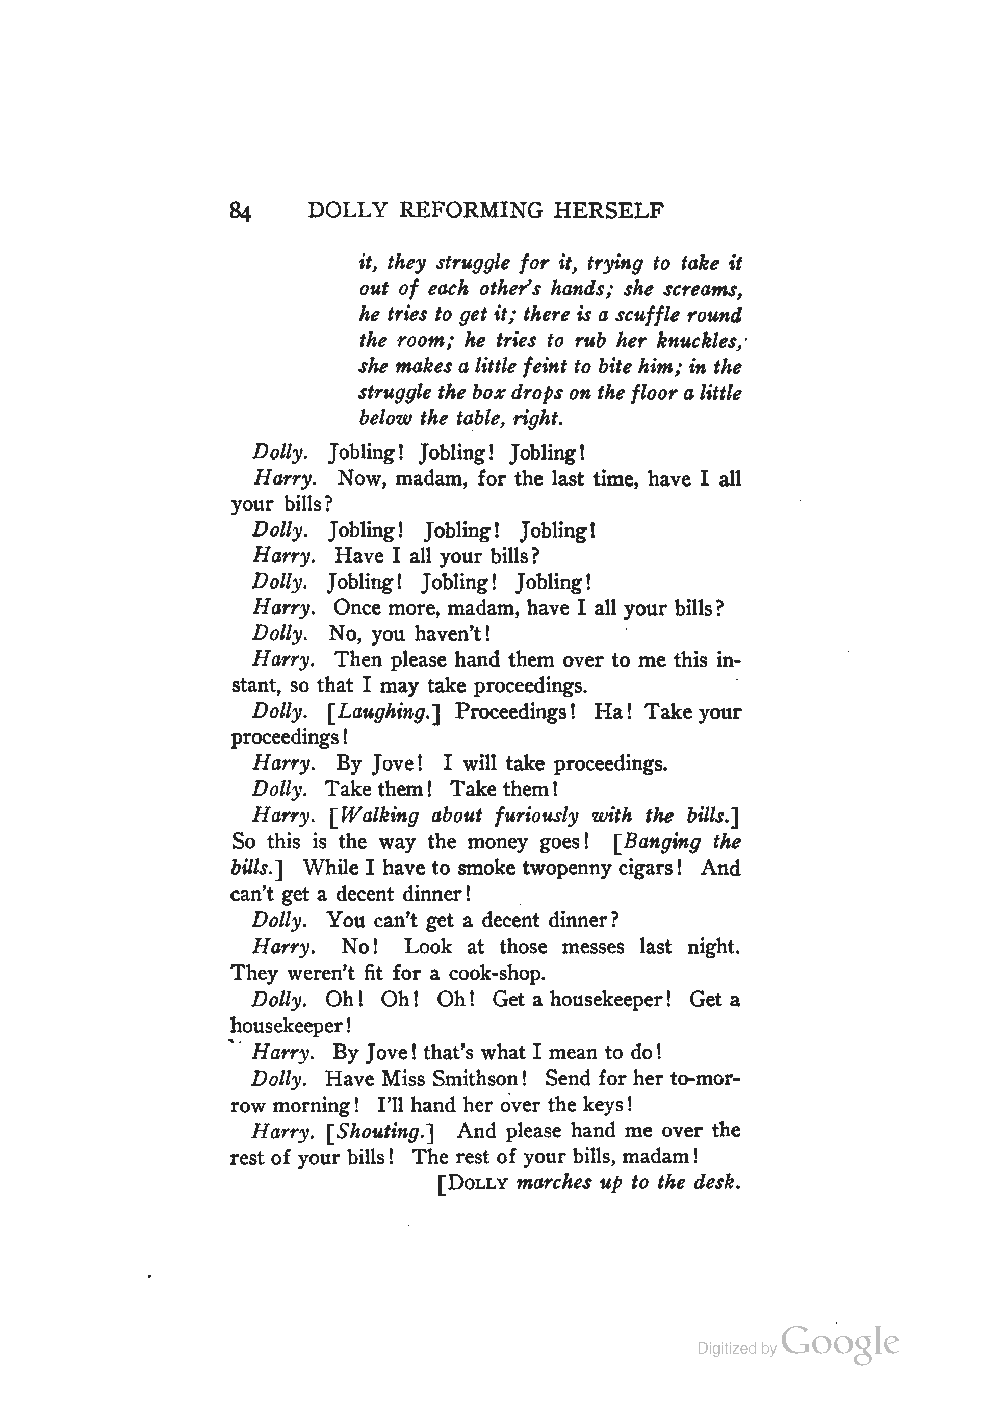 84 DOLLY REFORMING HERSELF
it, they struggle for it, trying to take it
out of each other's hands; she screams,
he tries to get it; there is a scuffle round
the room; he tries to rub her knuckles,
she makes a little feint to bite him; in the
struggle the box drops on the floor a little
below the table, right.
Dolly. Jobling! Jobling! Jobling!
Harry. Now, madam, for the last time, have I all
your bills?
Dolly. Jobling! Jobling! Jobling!
Harry. Have I all your bills?
Dolly. Jobling! Jobling! Jobling!
Harry. Once more, madam, have I all your bills?
Dolly. No, you haven't!
Harry. Then please hand them over to me this in-
stant, so that I may take proceedings.
Dolly. [Laughing.] Proceedings! Ha! Take your
proceedings!
Harry. By Jove! I will take proceedings.
Dolly. Take them! Take them!
Harry. [Walking about furiously with the bills.]
So this is the way the money goes! [Banging the
bills.] While I have to smoke twopenny cigars! And
can't get a decent dinner!
Dolly. You can't get a decent dinner?
Harry. No! Look at those messes last night.
They weren't fit for a cook-shop.
Dolly. Oh! Oh! Oh! Get a housekeeper! Get a
housekeeper!
Harry. By Jove! that's what I mean to do!
Dolly. Have Miss Smithson! Send for her to-mor-
row morning! I'll hand her over the keys!
Harry. [Shouting.] And please hand me over the
rest of your bills! The rest of your bills, madam!
[DOLLY marches up to the desk.
Digitized by Google